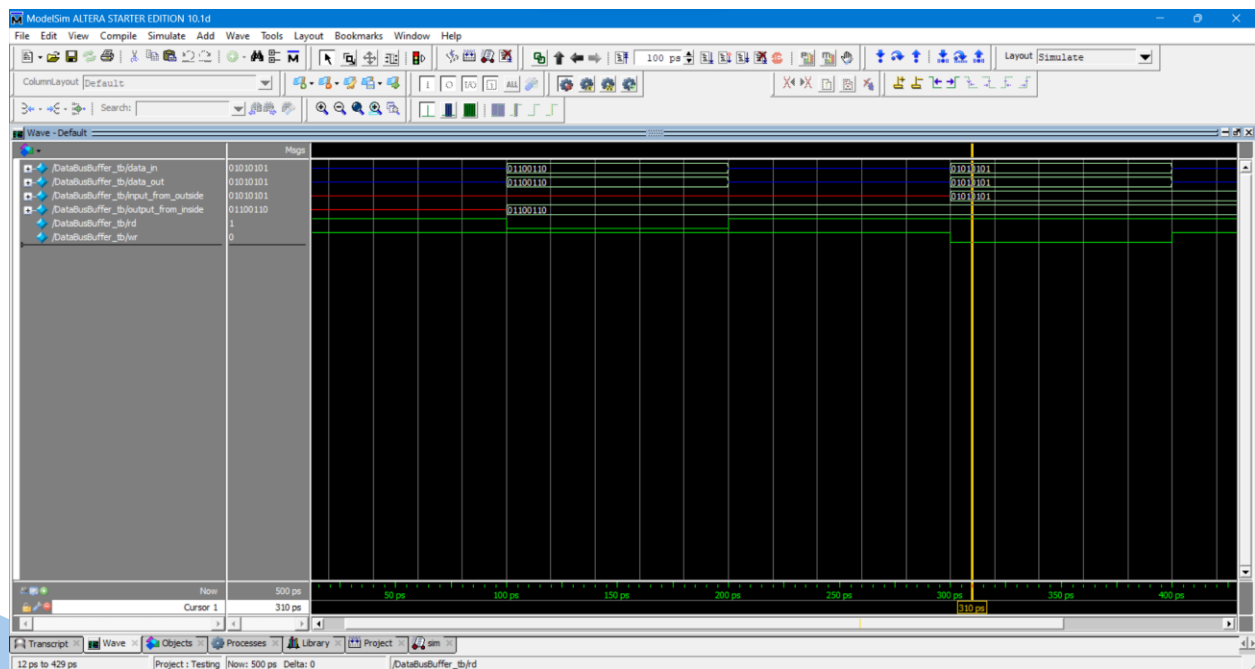 ModelSim ALTERA STARTER EDITION 10.1d
File Edit View Compile Simulate Add Wave Tools Layout Bookmarks Window Help
100 ps Layout Simulate
ColumnLayout Default
Search:
Wave - Default
Msgs
/DataBusBuffer_tb/data_in 01010101 01100110 01010101
/DataBusBuffer_tb/data_out 01010101 01100110 01010101
/DataBusBuffer_tb/input_from_outside 01010101 01010101
/DataBusBuffer_tb/output_from_inside 01100110 01100110
/DataBusBuffer_tb/rd 1
/DataBusBuffer_tb/wr 0
Now 500 ps 50 ps 100 ps 150 ps 200 ps 250 ps 300 ps 350 ps 400 ps
Cursor 1 310 ps 310 ps
Transcript Wave Objects Processes Library Project sim
12 ps to 429 ps Project : Testing Now: 500 ps Delta: 0 /DataBusBuffer_tb/rd